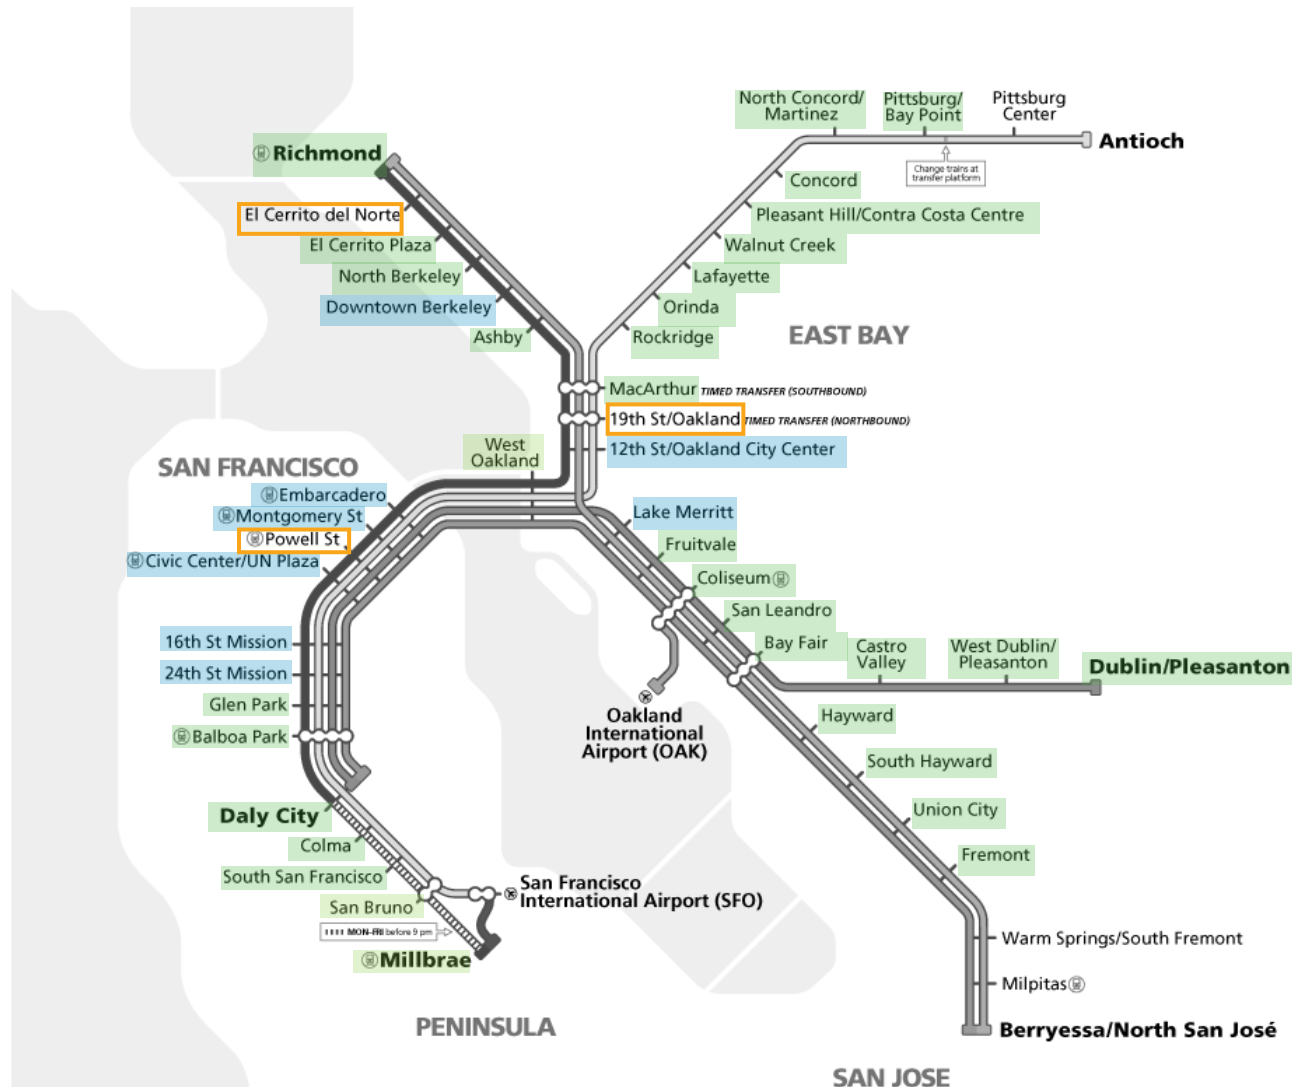 North Concord/
Martinez
Pittsburg/
Bay Point
Pittsburg
Center
Antioch
Change trains at
transfer platform
Richmond
El Cerrito del Norte
El Cerrito Plaza
North Berkeley
Downtown Berkeley
Ashby
Concord
Pleasant Hill/Contra Costa Centre
Walnut Creek
Lafayette
Orinda
Rockridge
EAST BAY
MacArthur TIMED TRANSFER (SOUTHBOUND)
19th St/Oakland TIMED TRANSFER (NORTHBOUND)
12th St/Oakland City Center
West
Oakland
SAN FRANCISCO
Embarcadero
Montgomery St
Powell St
Civic Center/UN Plaza
16th St Mission
24th St Mission
Glen Park
Balboa Park
Daly City
Colma
South San Francisco
San Bruno
MON-FRI before 9 pm
Millbrae
San Francisco
International Airport (SFO)
PENINSULA
Lake Merritt
Fruitvale
Coliseum
San Leandro
Bay Fair
Castro
Valley
West Dublin/
Pleasanton
Dublin/Pleasanton
Oakland
International
Airport (OAK)
Hayward
South Hayward
Union City
Fremont
Warm Springs/South Fremont
Milpitas
Berryessa/North San José
SAN JOSE